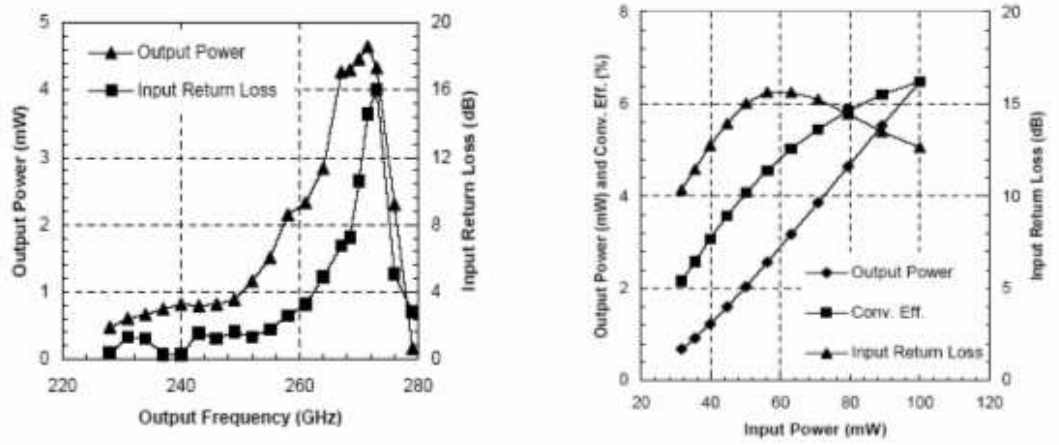 5
4
3
2
1
0
Output Power (mW)
Output Power
Input Return Loss
20
16
12
8
4
0
Input Return Loss (dB)
220
240
260
280
Output Frequency (GHz)
8
6
4
2
0
Output Power (mW) and Conv. Eff. (%)
Output Power
Conv. Eff.
Input Return Loss
20
15
10
5
0
Input Return Loss (dB)
20
40
60
80
100
120
Input Power (mW)